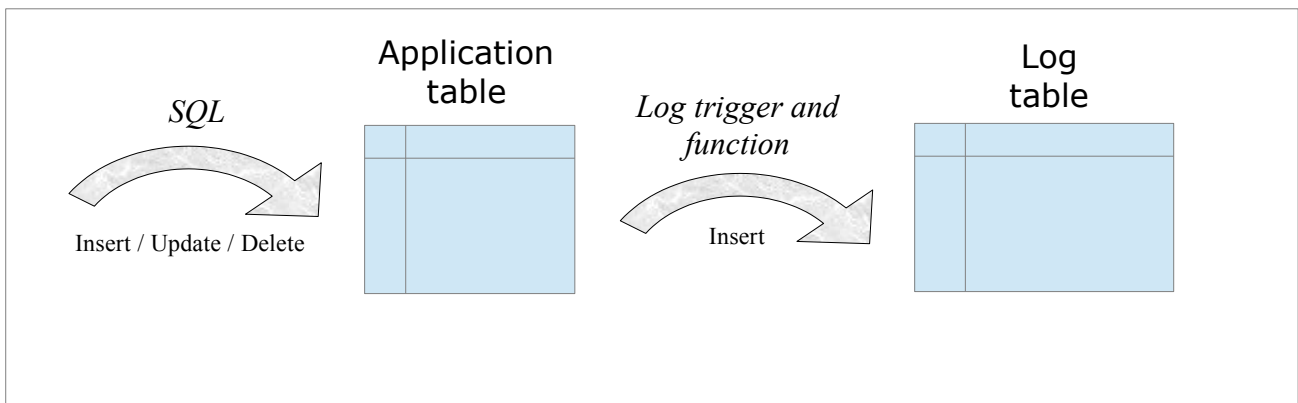 SQL
Insert / Update / Delete
Application
table
Log trigger and
function
Insert
Log
table